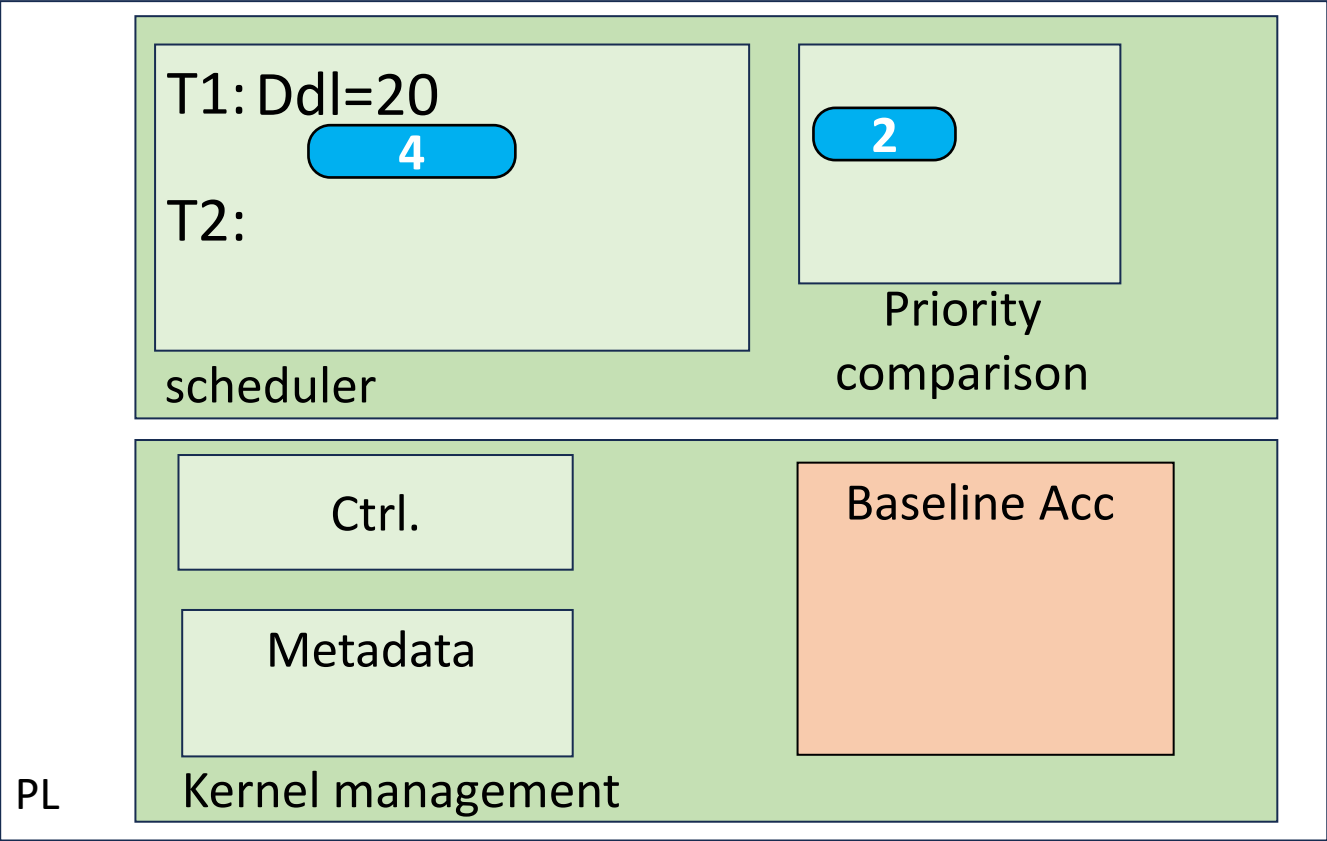 T1: Ddl=20
4
T2:
scheduler
2
Priority
comparison
Ctrl.
Metadata
Kernel management
Baseline Acc
PL